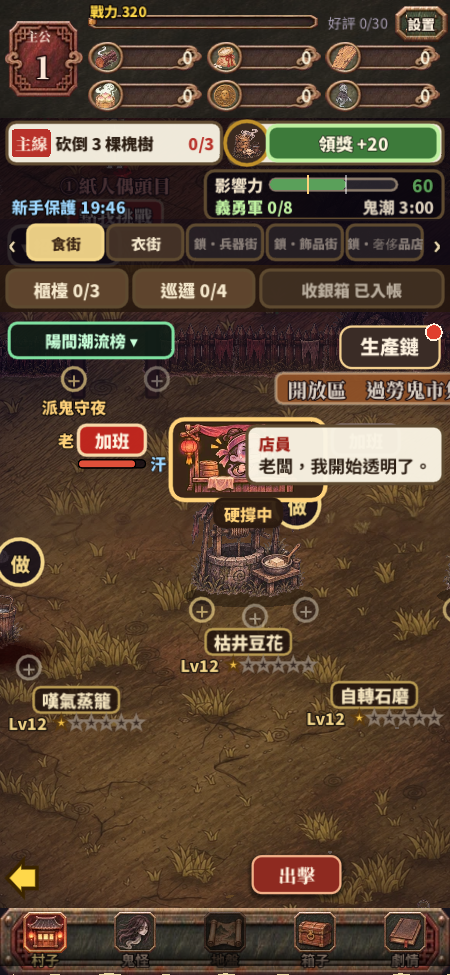 戰力.320
好評 0/30
設置
主公
1
0
0
0
0
0
0
主線 砍倒 3 棵槐樹 0/3
領獎 +20
紙人偶頭目
影響力 60
新手保護 19:46
義勇軍 0/8
鬼潮 3:00
食街
衣街
鎖・兵器街
鎖・飾品街
鎖・奢侈品店
櫃檯 0/3
巡邏 0/4
收銀箱 已入帳
陽間潮流榜 ▾
生產鏈
開放區 過勞鬼市集
派鬼守夜
老
加班
汗
店員
老闆，我開始透明了。
硬撐中
做
做
枯井豆花
Lv12
嘆氣蒸籠
Lv12
自轉石磨
Lv12
出擊
村子
鬼怪
地盤
箱子
劇情